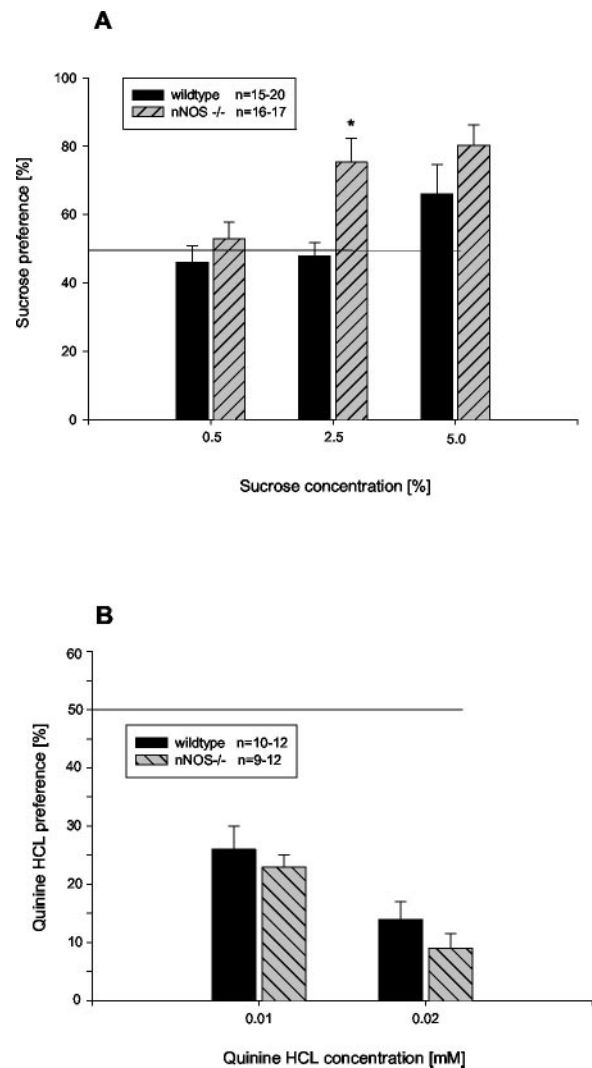 A
100
80
60
40
20
0
Sucrose preference [%]
wildtype n=15-20
nNOS -/- n=16-17
*
0.5 2.5 5.0
Sucrose concentration [%]
B
60
50
40
30
20
10
0
Quinine HCL preference [%]
wildtype n=10-12
nNOS-/- n=9-12
0.01 0.02
Quinine HCL concentration [mM]